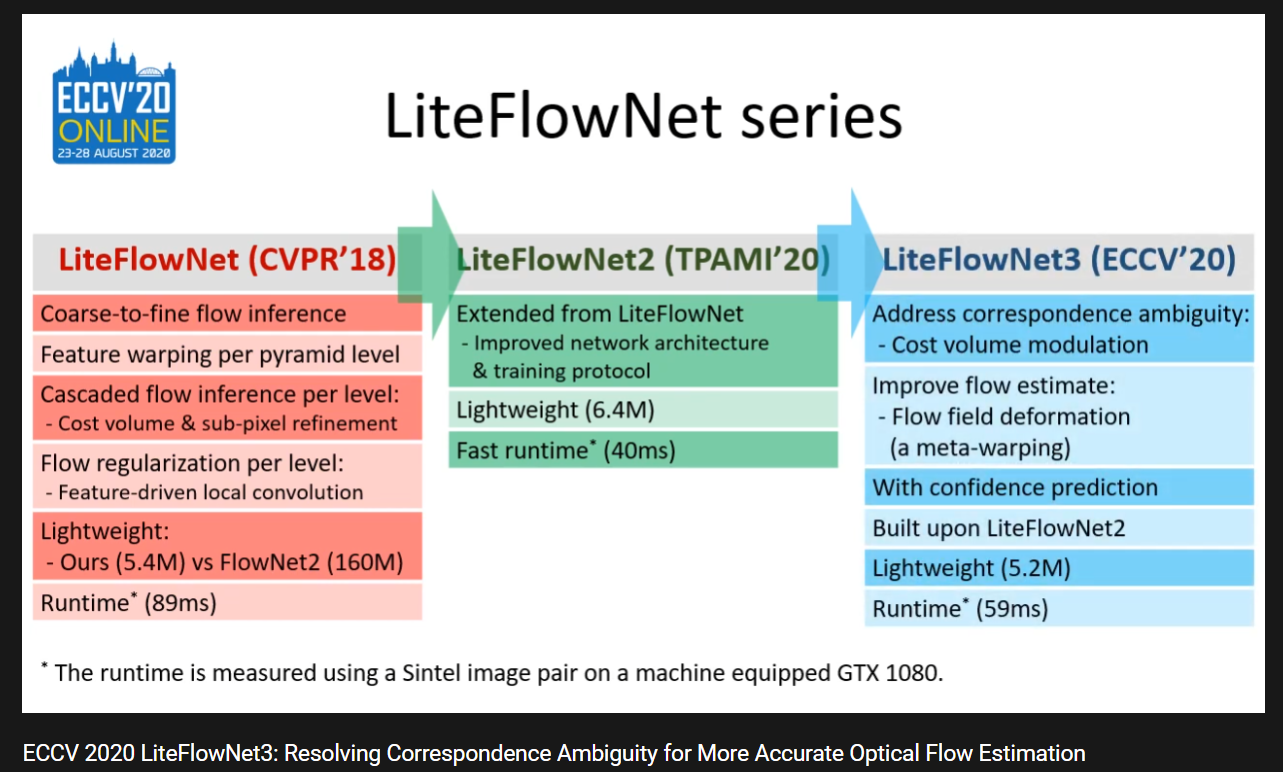 ECCV'20
ONLINE
23-28 AUGUST 2020
LiteFlowNet series
LiteFlowNet (CVPR’18)
Coarse-to-fine flow inference
Feature warping per pyramid level
Cascaded flow inference per level:
- Cost volume & sub-pixel refinement
Flow regularization per level:
- Feature-driven local convolution
Lightweight:
- Ours (5.4M) vs FlowNet2 (160M)
Runtime* (89ms)
LiteFlowNet2 (TPAMI’20)
Extended from LiteFlowNet
- Improved network architecture
& training protocol
Lightweight (6.4M)
Fast runtime* (40ms)
LiteFlowNet3 (ECCV’20)
Address correspondence ambiguity:
- Cost volume modulation
Improve flow estimate:
- Flow field deformation
(a meta-warping)
With confidence prediction
Built upon LiteFlowNet2
Lightweight (5.2M)
Runtime* (59ms)
* The runtime is measured using a Sintel image pair on a machine equipped GTX 1080.
ECCV 2020 LiteFlowNet3: Resolving Correspondence Ambiguity for More Accurate Optical Flow Estimation